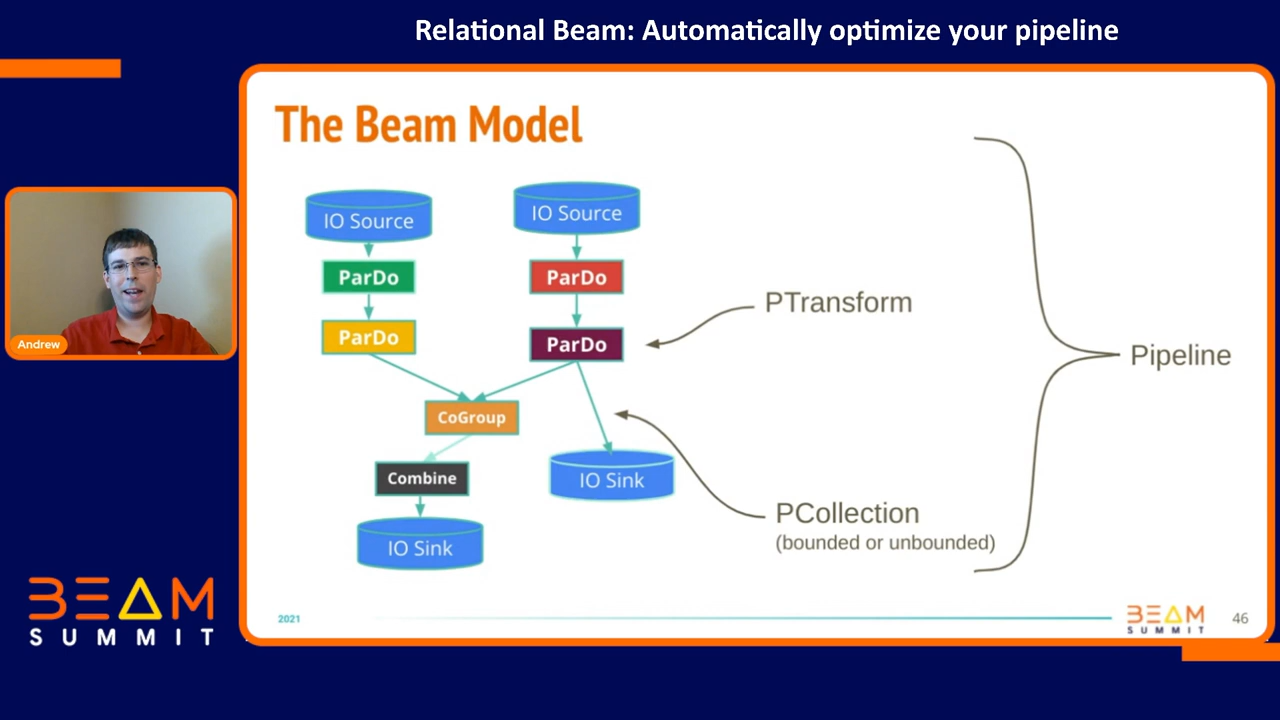 Relational Beam: Automatically optimize your pipeline
The Beam Model
IO Source
IO Source
ParDo
ParDo
PTransform
ParDo
ParDo
Pipeline
Andrew
CoGroup
Combine
IO Sink
PCollection
(bounded or unbounded)
IO Sink
BEAM
SUMMIT
2021
BEAM
SUMMIT
46